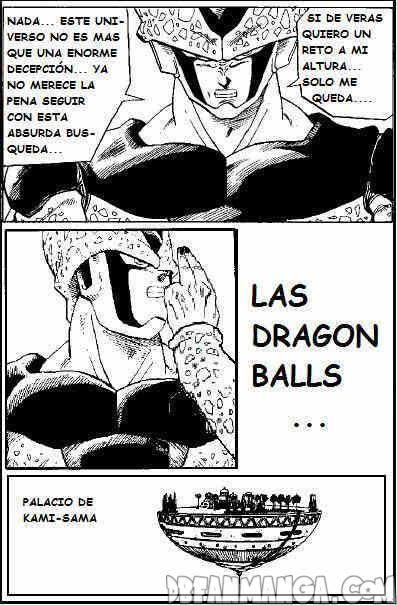 NADA... ESTE UNI-
VERSO NO ES MAS
QUE UNA ENORME
DECEPCIÓN... YA
NO MERECE LA
PENA SEGUIR
CON ESTA
ABSURDA BUS-
QUEDA...
SI DE VERAS
QUIERO UN
RETO A MI
ALTURA...
SOLO ME
QUEDA....
LAS
DRAGON
BALLS
...
PALACIO DE
KAMI-SAMA
DBFANMANGA.COM